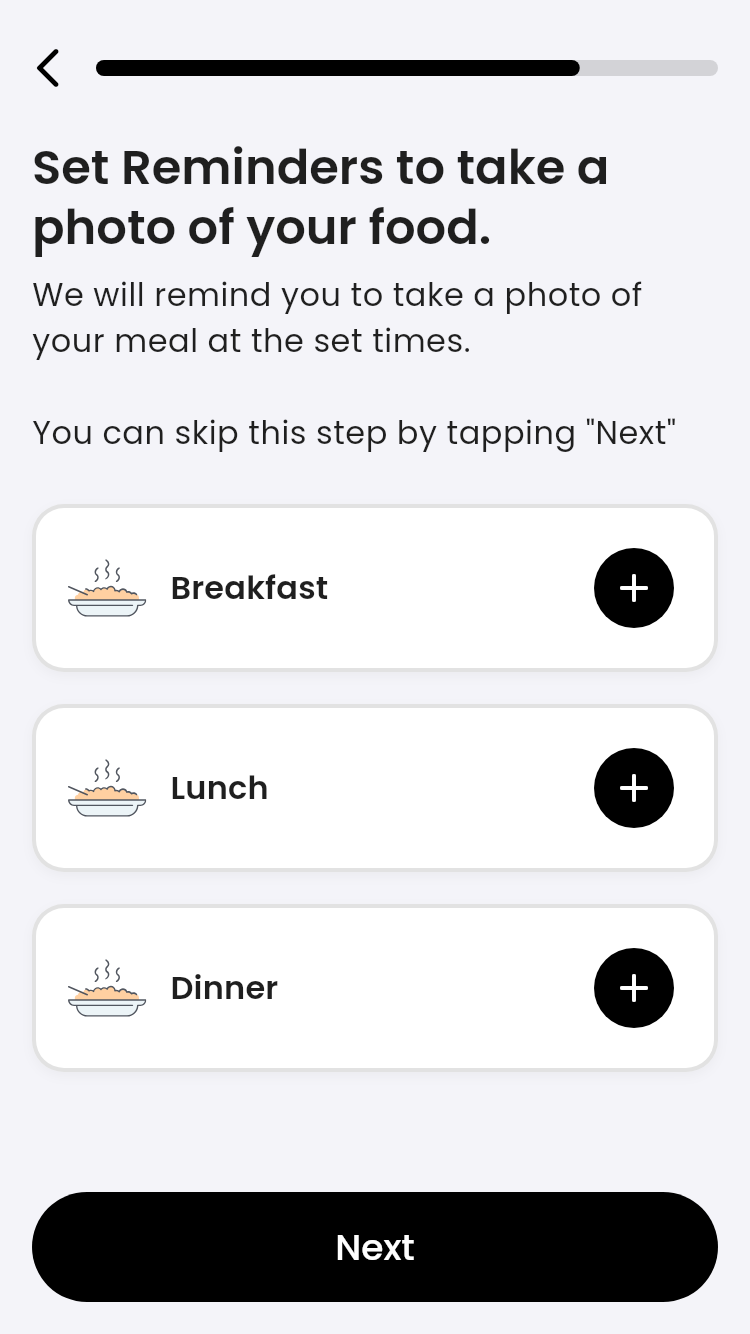 Set Reminders to take a
photo of your food.
We will remind you to take a photo of
your meal at the set times.
You can skip this step by tapping "Next"
Breakfast
Lunch
Dinner
Next